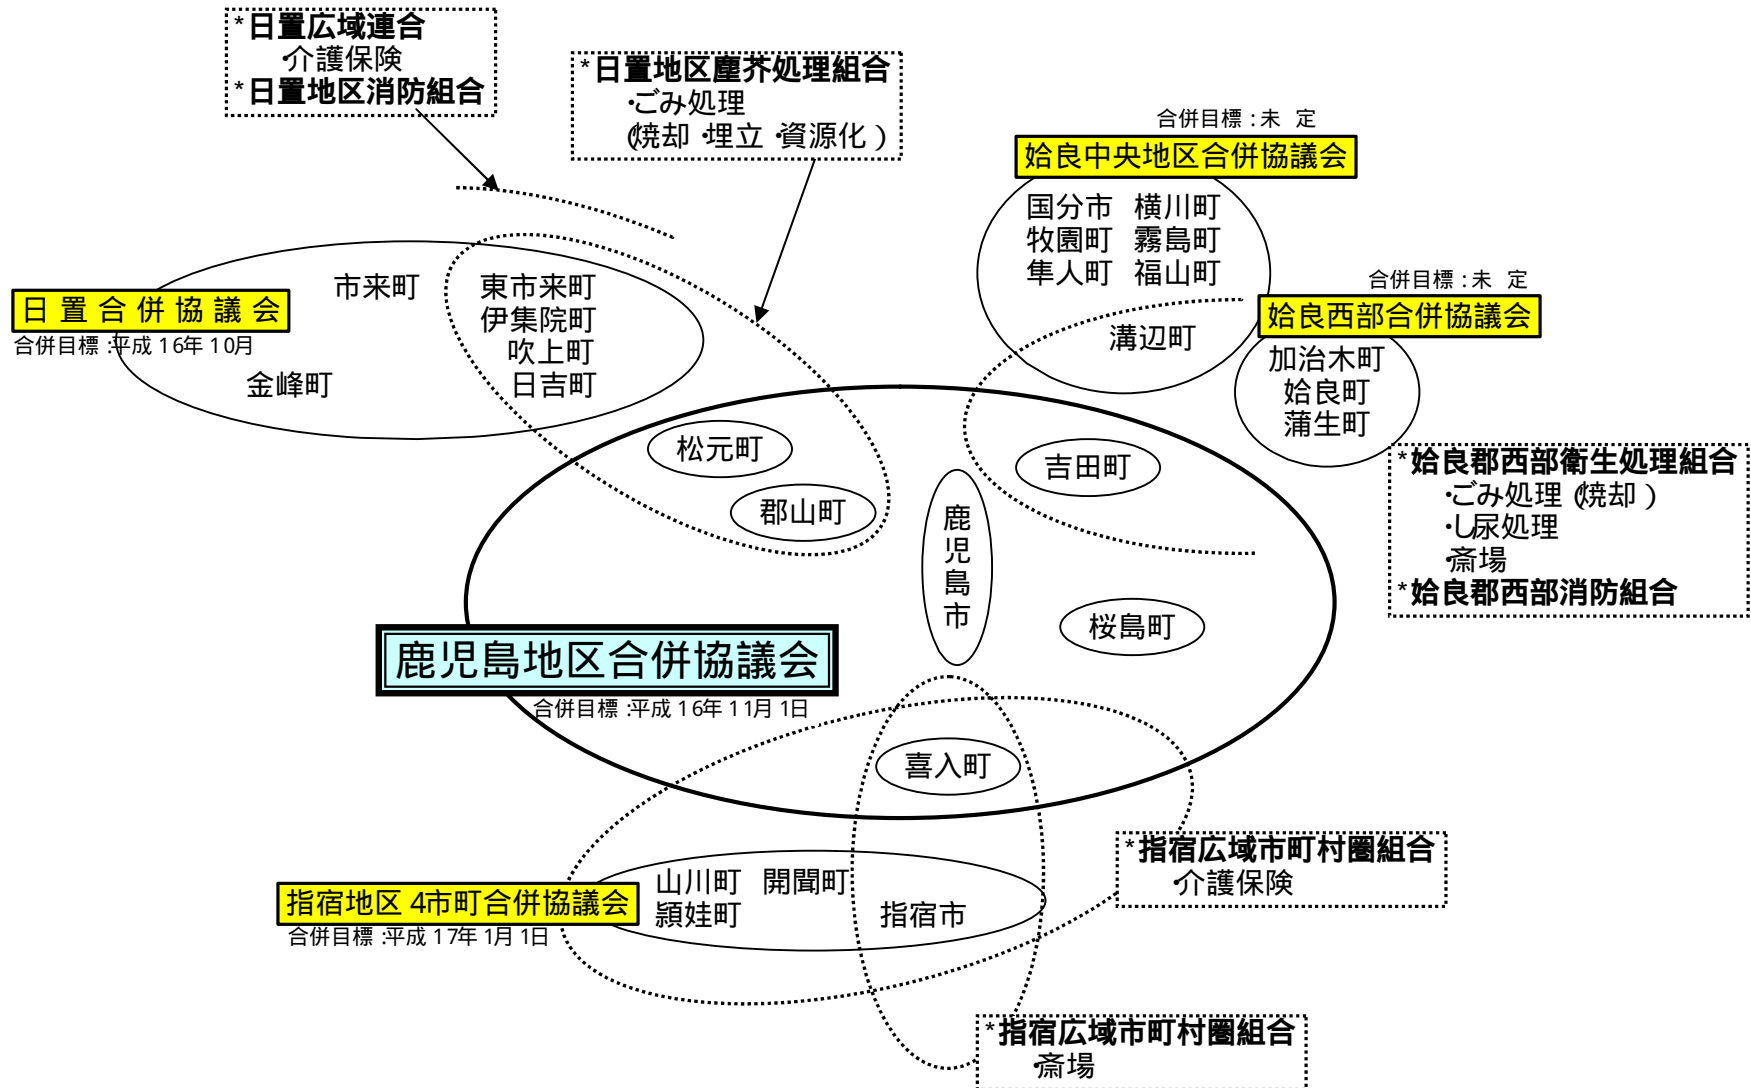 *日置広域連合
・介護保険
*日置地区消防組合
*日置地区塵芥処理組合
・ごみ処理
(焼却・埋立・資源化)
合併目標:未 定
姶良中央地区合併協議会
国分市 横川町
牧園町 霧島町
隼人町 福山町
溝辺町
合併目標:未 定
姶良西部合併協議会
加治木町
姶良町
蒲生町
*姶良郡西部衛生処理組合
・ごみ処理(焼却)
・し尿処理
・斎場
*姶良郡西部消防組合
日置合併協議会
合併目標:平成16年10月
市来町
金峰町
東市来町
伊集院町
吹上町
日吉町
松元町
郡山町
鹿児島市
吉田町
桜島町
鹿児島地区合併協議会
合併目標:平成16年11月1日
喜入町
指宿地区4市町合併協議会
合併目標:平成17年1月1日
山川町 開聞町
頴娃町
指宿市
*指宿広域市町村圏組合
・介護保険
*指宿広域市町村圏組合
・斎場